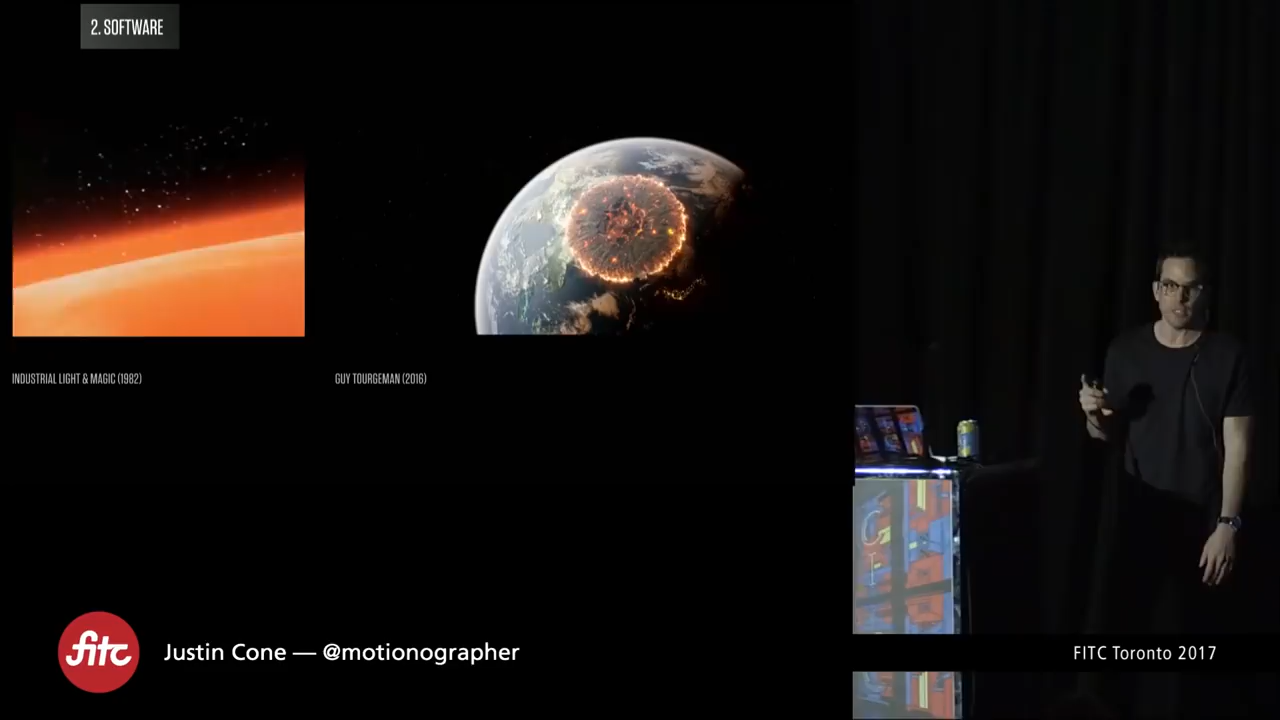 2. SOFTWARE
INDUSTRIAL LIGHT & MAGIC (1982)
GUY TOURGEMAN (2016)
fitc
Justin Cone — @motionographer
FITC Toronto 2017